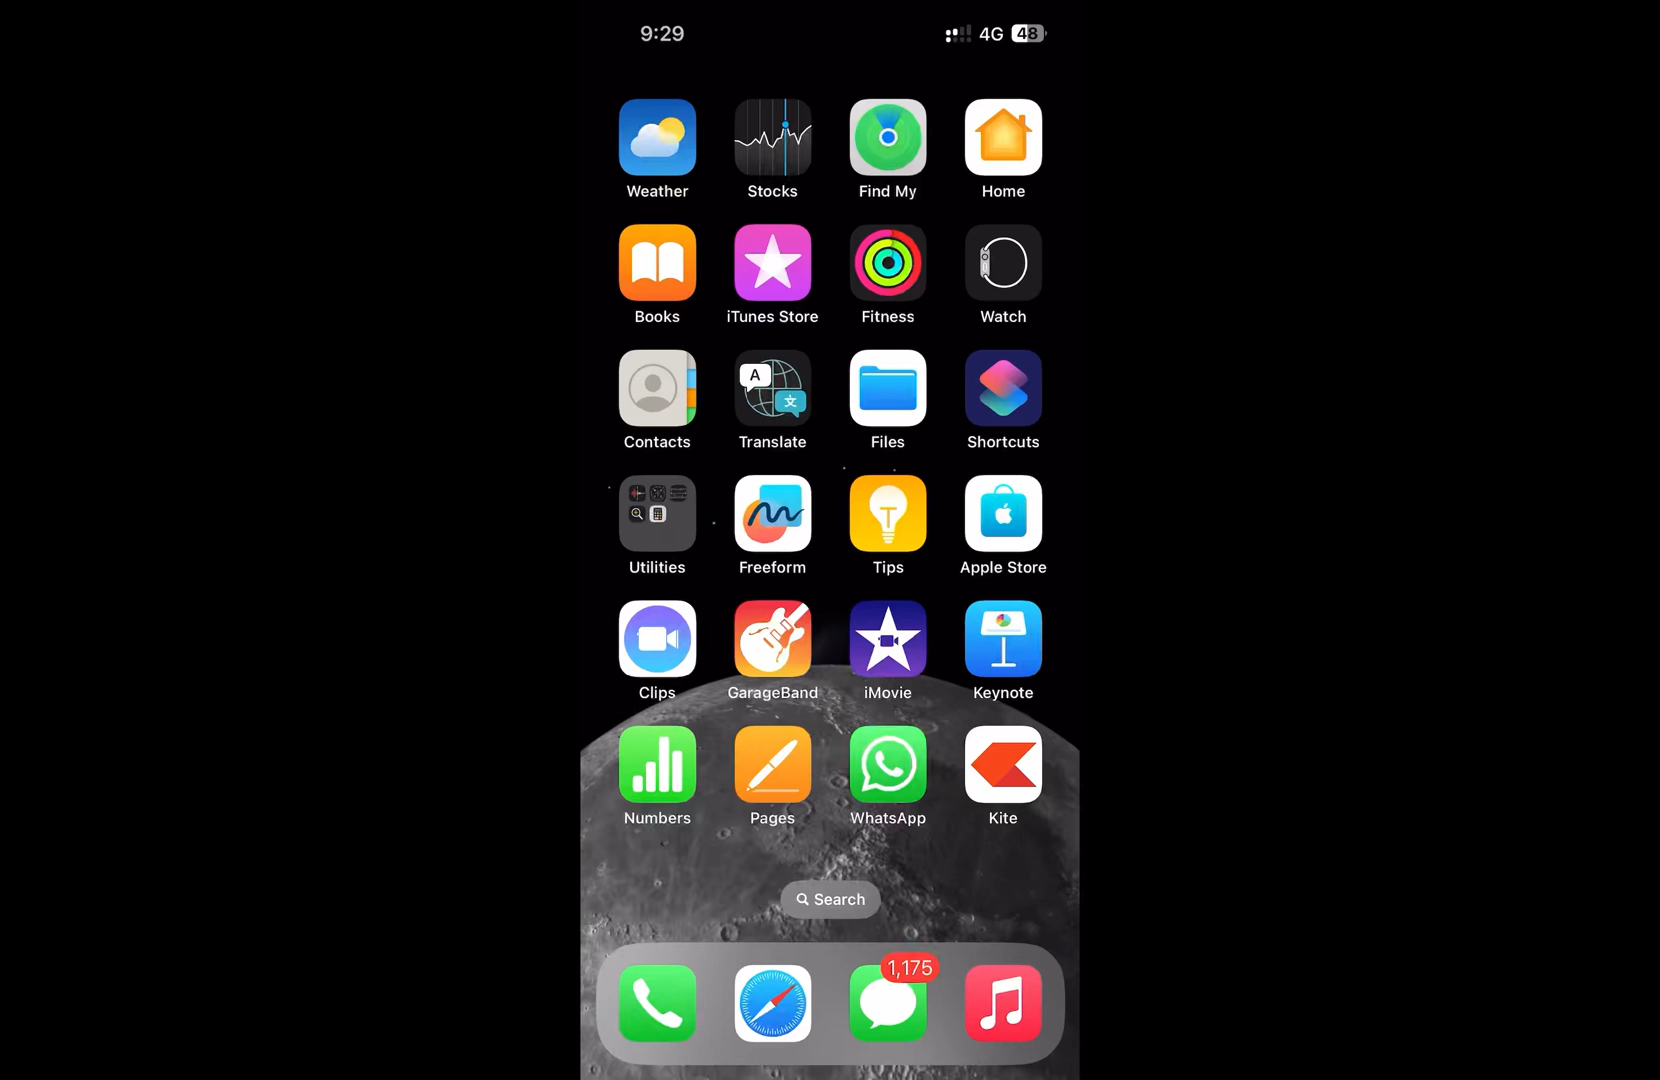 9:29 4G 48
Weather Stocks Find My Home
Books iTunes Store Fitness Watch
A
文
Contacts Translate Files Shortcuts
Utilities Freeform Tips Apple Store
Clips GarageBand iMovie Keynote
Numbers Pages WhatsApp Kite
Search
1,175